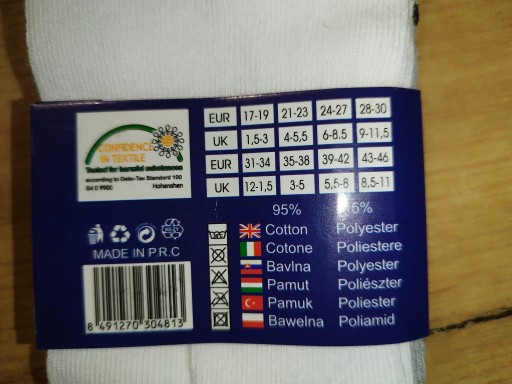 CONFIDENCE
IN TEXTILE
Tested for harmful substances
according to Oeko-Tex Standard 100
Hohenshen
EUR 17-19 21-23 24-27 28-30
UK 1,5-3 4-5,5 6-8.5 9-11,5
EUR 31-34 35-38 39-42 43-46
UK 12-1,5 3-5 5,5-8 8,5-11
95% 5%
Cotton Polyester
Cotone Poliestere
Bavlna Polyester
Pamut Poliészter
Pamuk Poliester
Bawelna Poliamid
MADE IN P.R.C
8 491270 304813